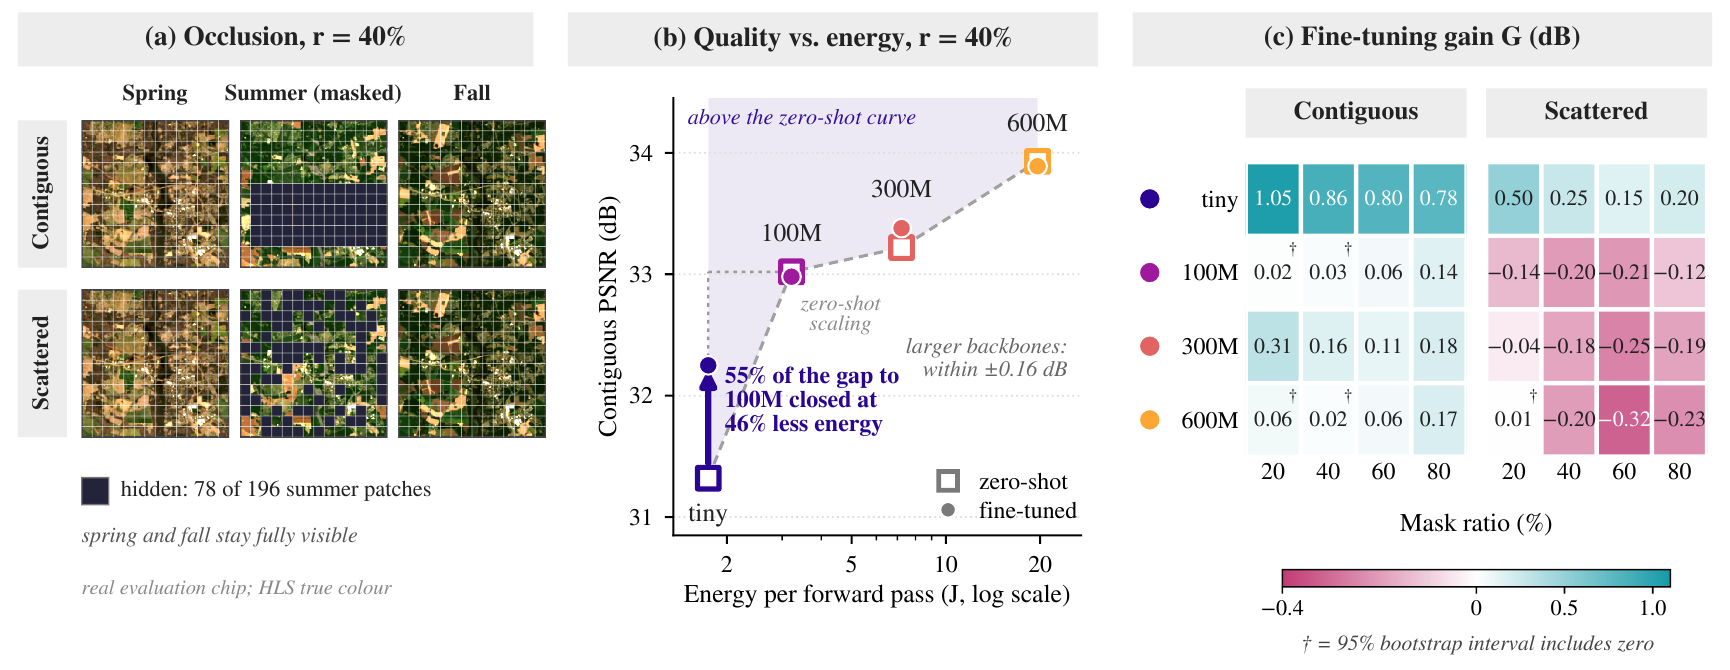 (a) Occlusion, r = 40%
Spring
Summer (masked)
Fall
Contiguous
Scattered
hidden: 78 of 196 summer patches
spring and fall stay fully visible
real evaluation chip; HLS true colour
(b) Quality vs. energy, r = 40%
above the zero-shot curve
600M
300M
100M
zero-shot
scaling
larger backbones:
within ±0.16 dB
55% of the gap to
100M closed at
46% less energy
tiny
zero-shot
fine-tuned
Contiguous PSNR (dB)
34
33
32
31
2 5 10 20
Energy per forward pass (J, log scale)
(c) Fine-tuning gain G (dB)
Contiguous Scattered
tiny 1.05 0.86 0.80 0.78 0.50 0.25 0.15 0.20
100M 0.02† 0.03† 0.06 0.14 −0.14 −0.20 −0.21 −0.12
300M 0.31 0.16 0.11 0.18 −0.04 −0.18 −0.25 −0.19
600M 0.06† 0.02† 0.06 0.17 0.01† −0.20 −0.32 −0.23
20 40 60 80 20 40 60 80
Mask ratio (%)
−0.4 0 0.5 1.0
† = 95% bootstrap interval includes zero